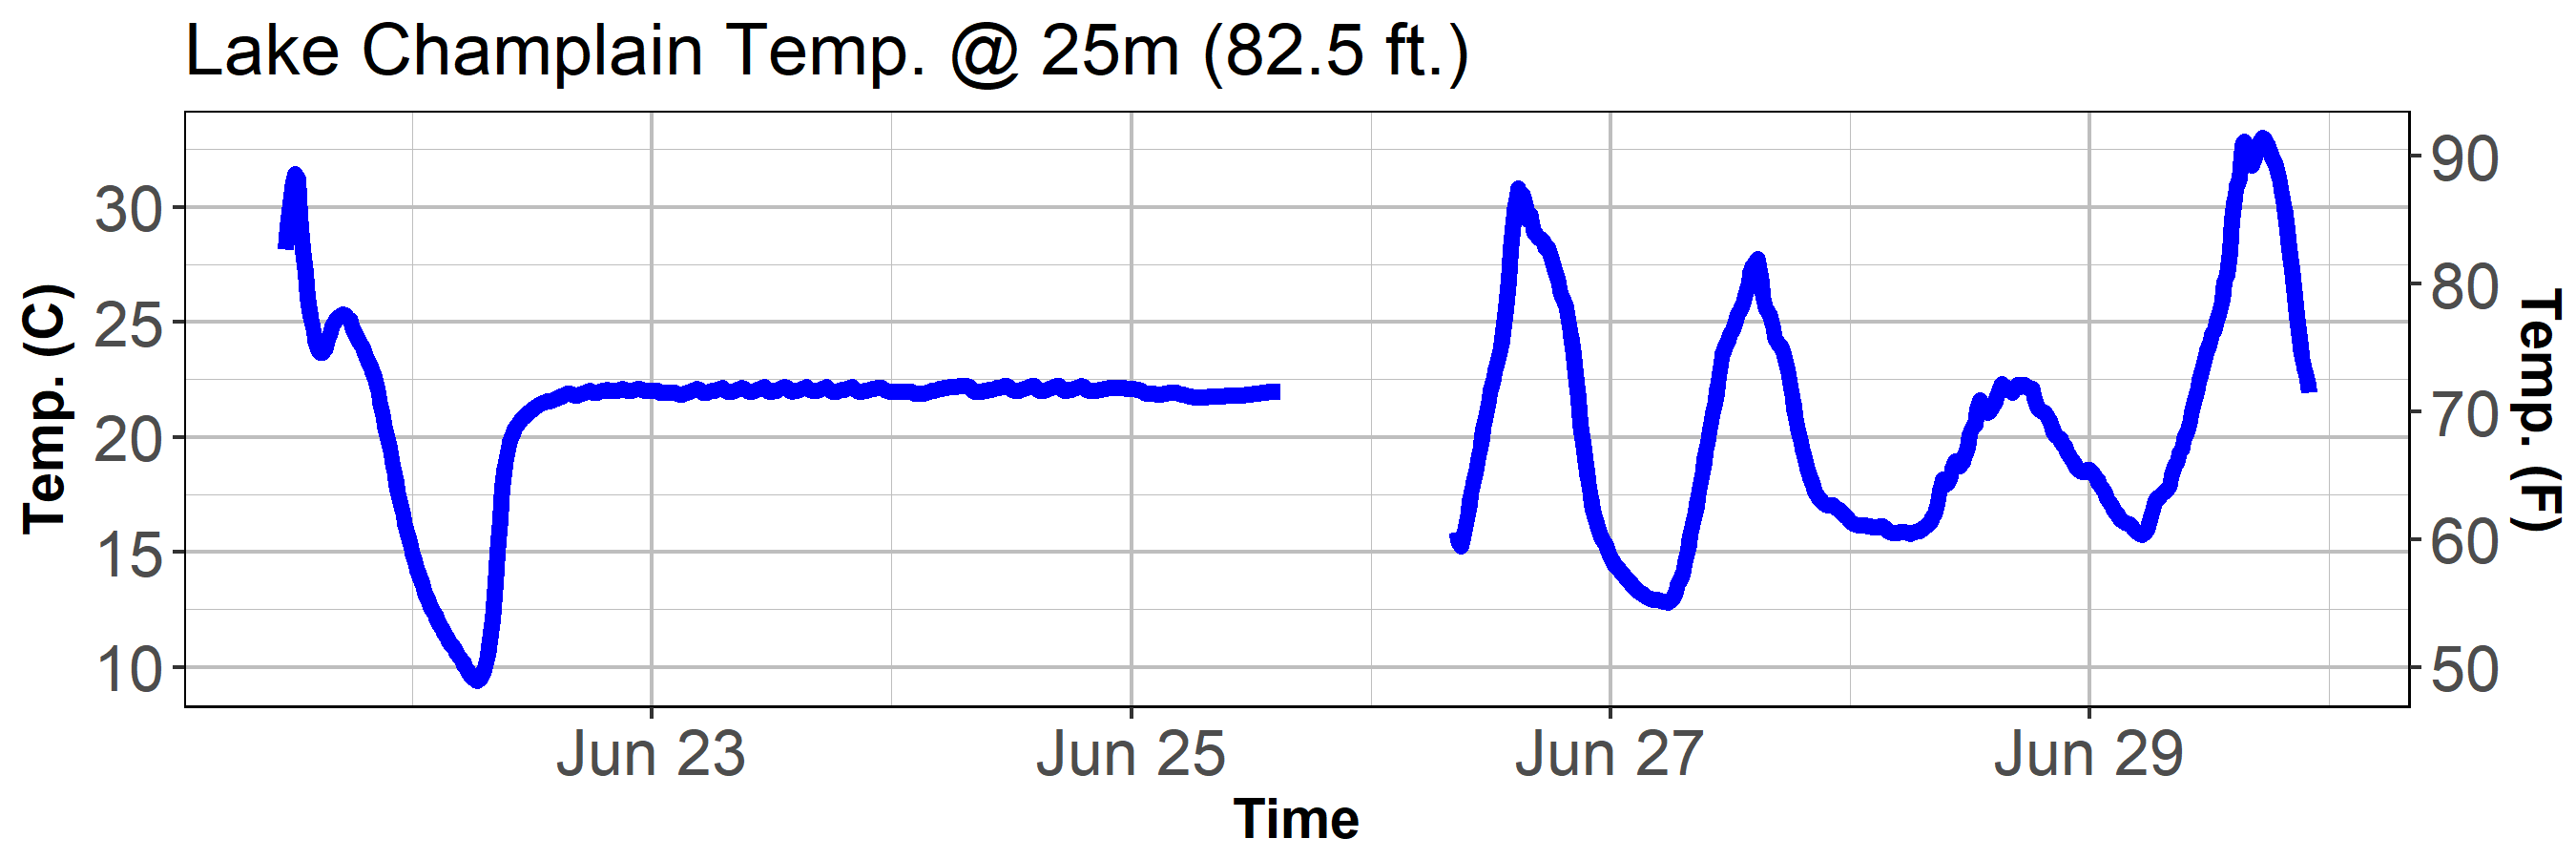 Lake Champlain Temp. @ 25m (82.5 ft.)
Temp. (C)
30
25
20
15
10
90
80
70
60
50
Temp. (F)
Jun 23 Jun 25 Jun 27 Jun 29
Time